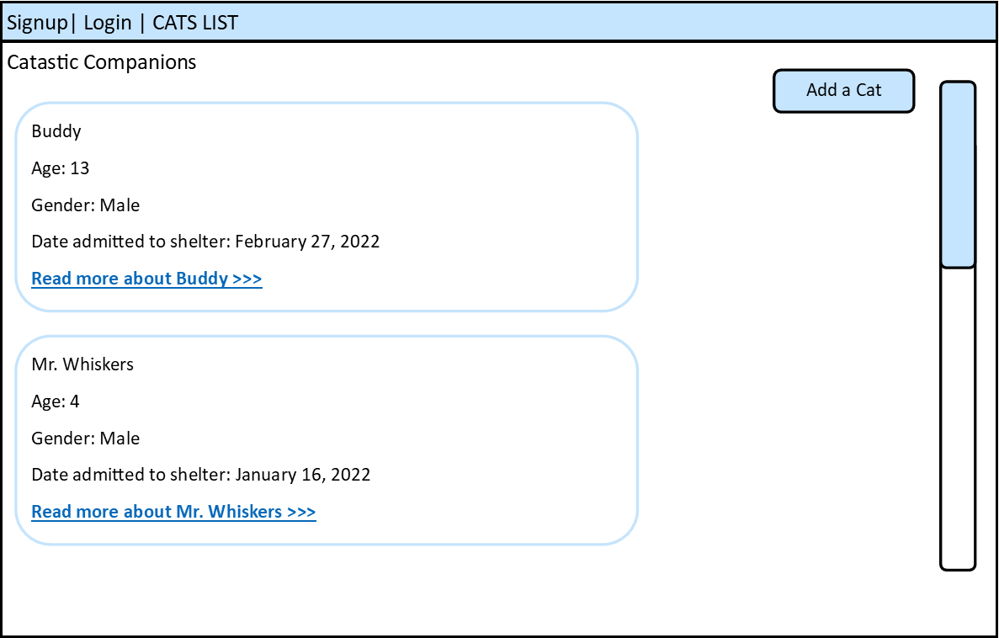 Signup| Login | CATS LIST
Catastic Companions
Add a Cat
Buddy
Age: 13
Gender: Male
Date admitted to shelter: February 27, 2022
Read more about Buddy >>>
Mr. Whiskers
Age: 4
Gender: Male
Date admitted to shelter: January 16, 2022
Read more about Mr. Whiskers >>>